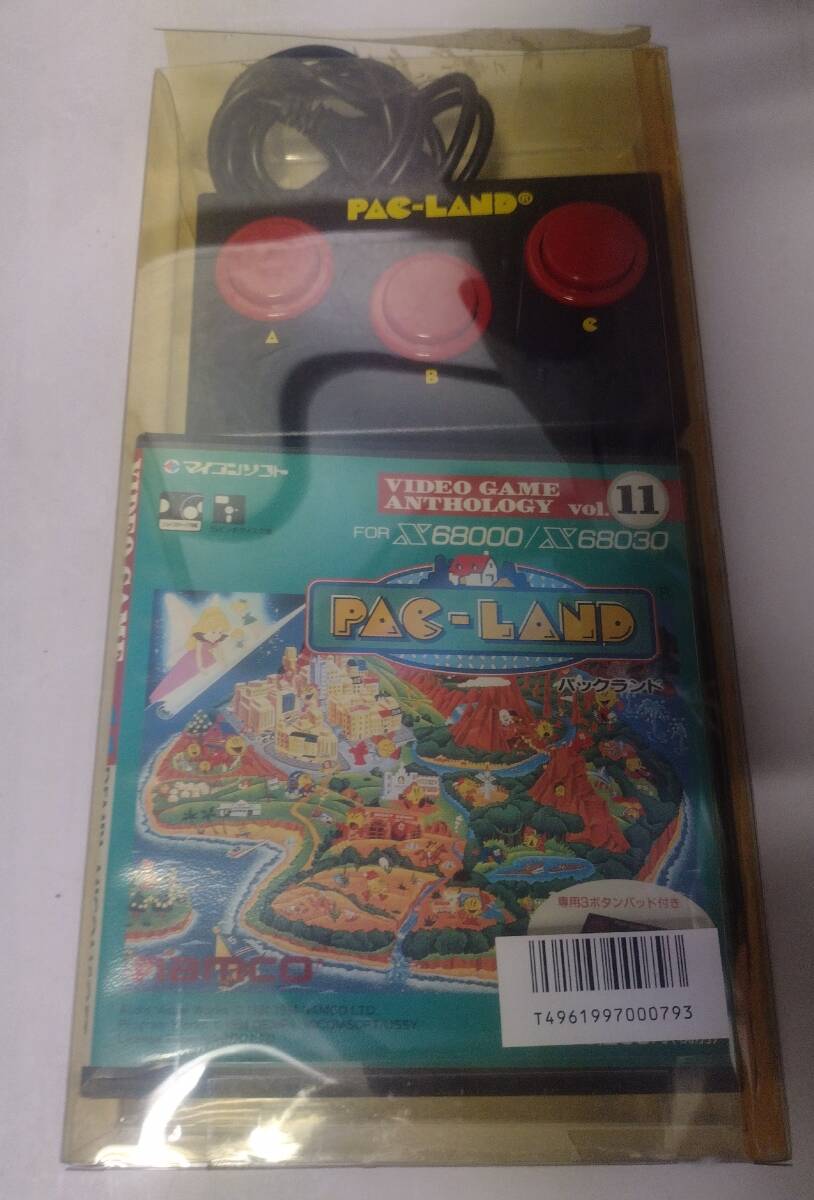 PAC-LAND®
A
B
C
マイコンソフト
VIDEO GAME
ANTHOLOGY vol. 11
FOR X68000/X68030
PAC-LAND®
パックランド
VIDEO GAME
専用3ボタンパッド付き
namco
T4961997000793